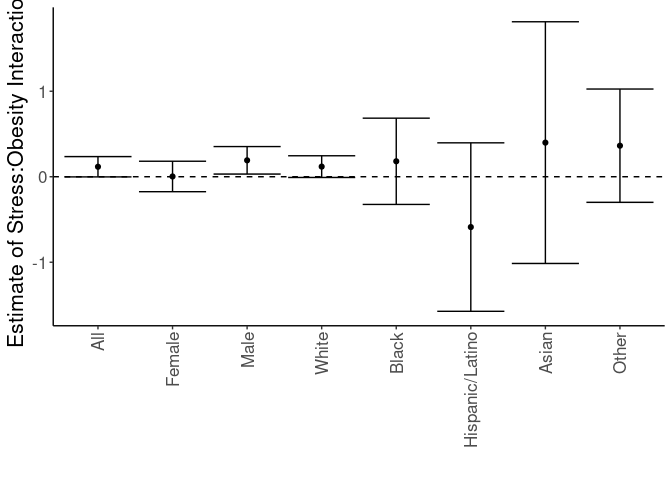 Estimate of Stress:Obesity Interactio
1
0
-1
All
Female
Male
White
Black
Hispanic/Latino
Asian
Other